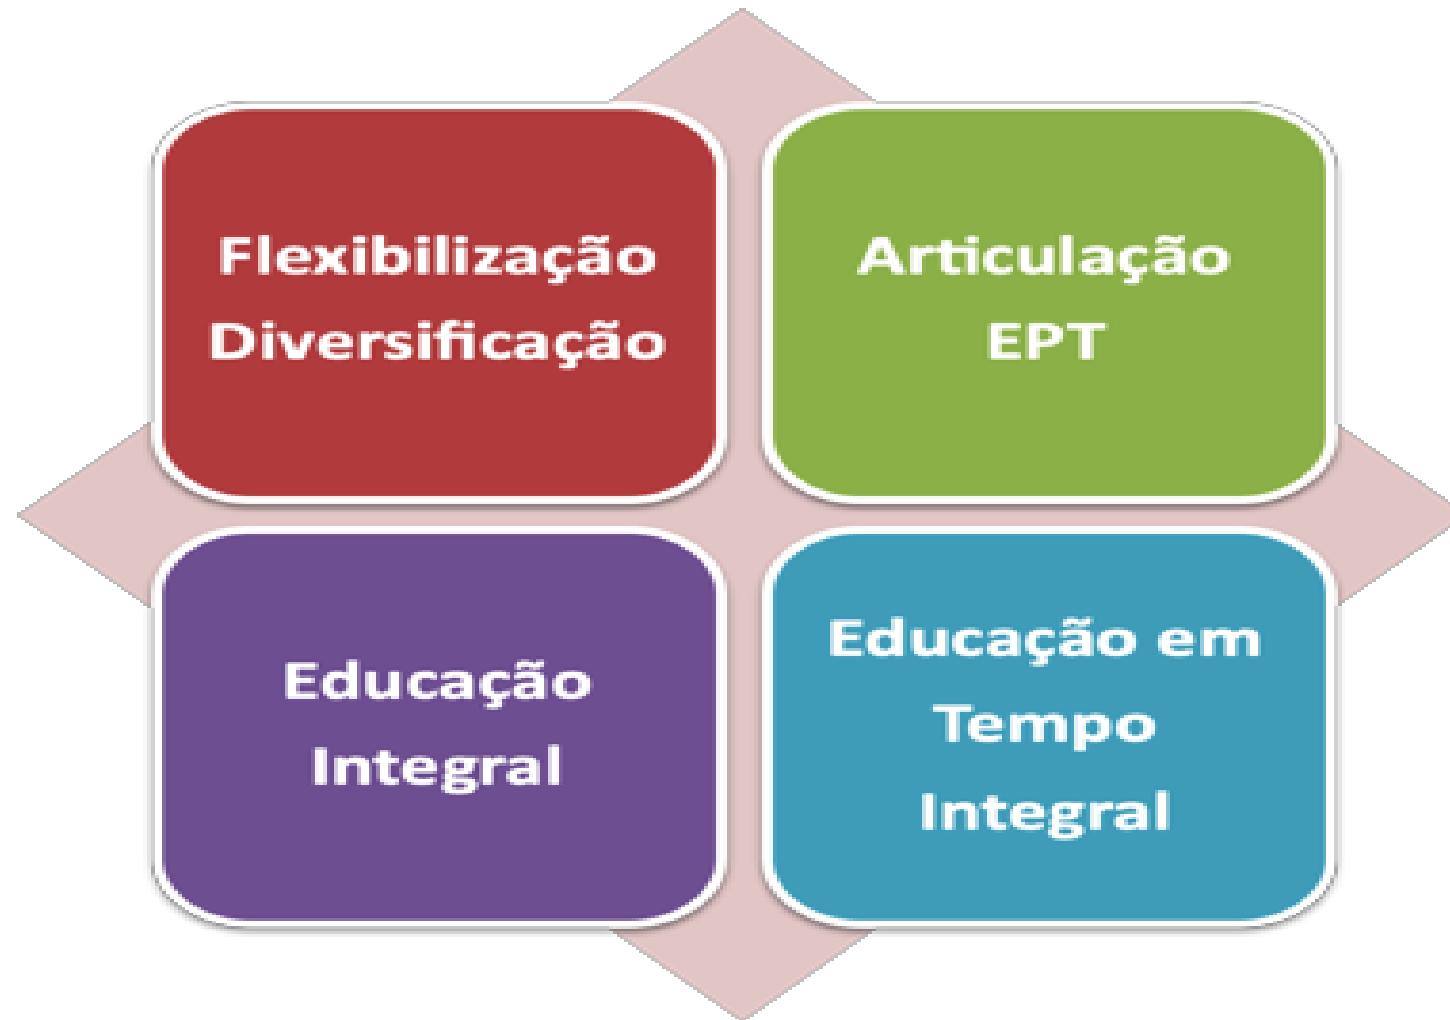 Flexibilização
Diversificação
Articulação
EPT
Educação
Integral
Educação em
Tempo
Integral